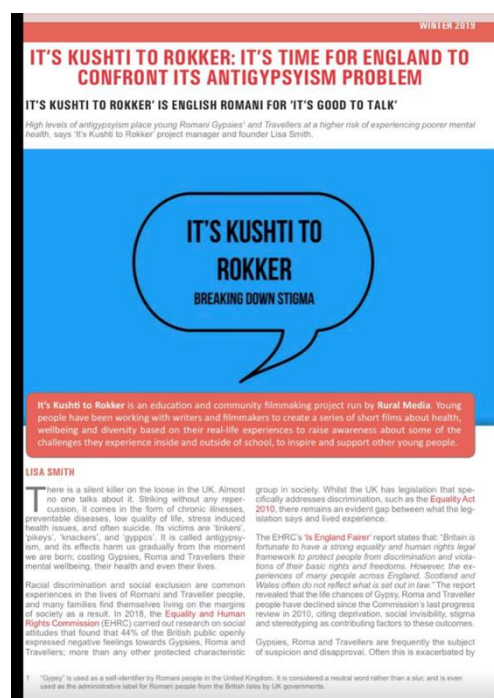 WINTER 2019
IT'S KUSHTI TO ROKKER: IT'S TIME FOR ENGLAND TO
CONFRONT ITS ANTIGYPSYISM PROBLEM
IT'S KUSHTI TO ROKKER' IS ENGLISH ROMANI FOR 'IT'S GOOD TO TALK'
High levels of antigypsyism place young Romani Gypsies¹ and Travellers at a higher risk of experiencing poorer mental
health, says 'It's Kushti to Rokker' project manager and founder Lisa Smith.
IT'S KUSHTI TO
ROKKER
BREAKING DOWN STIGMA
It's Kushti to Rokker is an education and community filmmaking project run by Rural Media. Young
people have been working with writers and filmmakers to create a series of short films about health,
wellbeing and diversity based on their real-life experiences to raise awareness about some of the
challenges they experience inside and outside of school, to inspire and support other young people.
LISA SMITH
There is a silent killer on the loose in the UK. Almost
no one talks about it. Striking without any reper-
cussion, it comes in the form of chronic illnesses,
preventable diseases, low quality of life, stress induced
health issues, and often suicide. Its victims are 'tinkers',
'pikeys', 'knackers', and 'gyppos'. It is called antigypsy-
ism, and its effects harm us gradually from the moment
we are born; costing Gypsies, Roma and Travellers their
mental wellbeing, their health and even their lives.
Racial discrimination and social exclusion are common
experiences in the lives of Romani and Traveller people,
and many families find themselves living on the margins
of society as a result. In 2018, the Equality and Human
Rights Commission (EHRC) carried out research on social
attitudes that found that 44% of the British public openly
expressed negative feelings towards Gypsies, Roma and
Travellers; more than any other protected characteristic
group in society. Whilst the UK has legislation that spe-
cifically addresses discrimination, such as the Equality Act
2010, there remains an evident gap between what the leg-
islation says and lived experience.
The EHRC's 'Is England Fairer' report states that: "Britain is
fortunate to have a strong equality and human rights legal
framework to protect people from discrimination and viola-
tions of their basic rights and freedoms. However, the ex-
periences of many people across England, Scotland and
Wales often do not reflect what is set out in law." The report
revealed that the life chances of Gypsy, Roma and Traveller
people have declined since the Commission's last progress
review in 2010, citing deprivation, social invisibility, stigma
and stereotyping as contributing factors to these outcomes.
Gypsies, Roma and Travellers are frequently the subject
of suspicion and disapproval. Often this is exacerbated by
1 "Gypsy" is used as a self-identifier by Romani people in the United Kingdom. It is considered a neutral word rather than a slur, and is even
used as the administrative label for Romani people from the British Isles by UK governments.